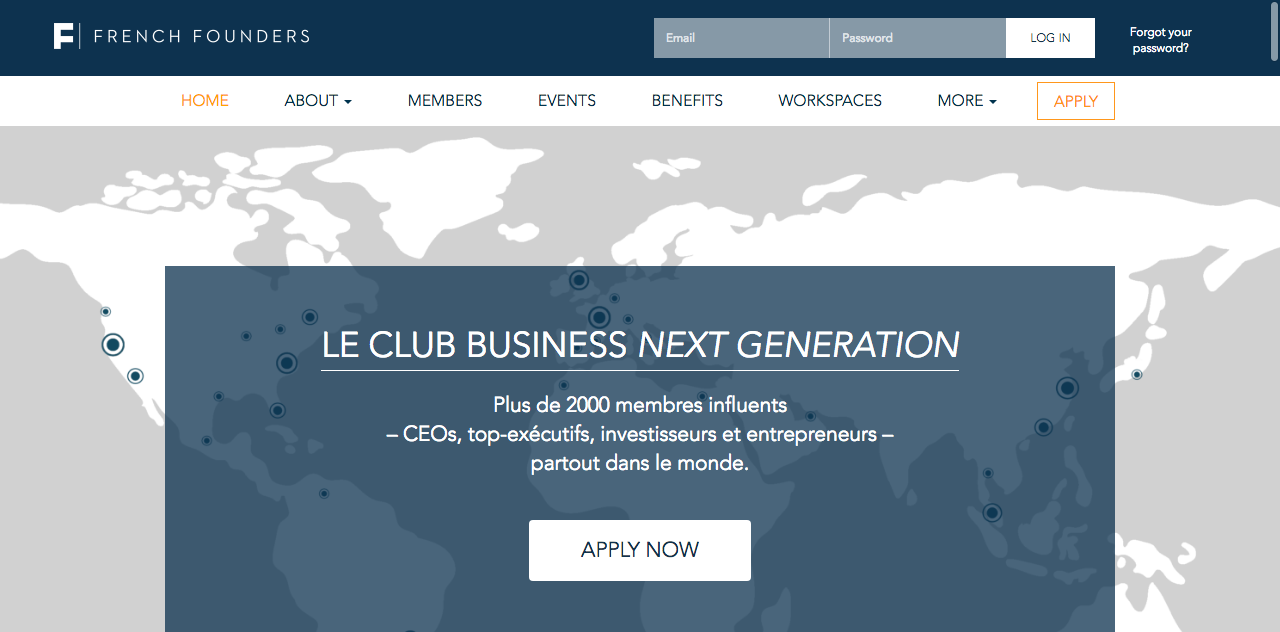 F FRENCH FOUNDERS
Email
Password
LOG IN
Forgot your
password?
HOME
ABOUT
MEMBERS
EVENTS
BENEFITS
WORKSPACES
MORE
APPLY
LE CLUB BUSINESS NEXT GENERATION
Plus de 2000 membres influents
– CEOs, top-exécutifs, investisseurs et entrepreneurs –
partout dans le monde.
APPLY NOW